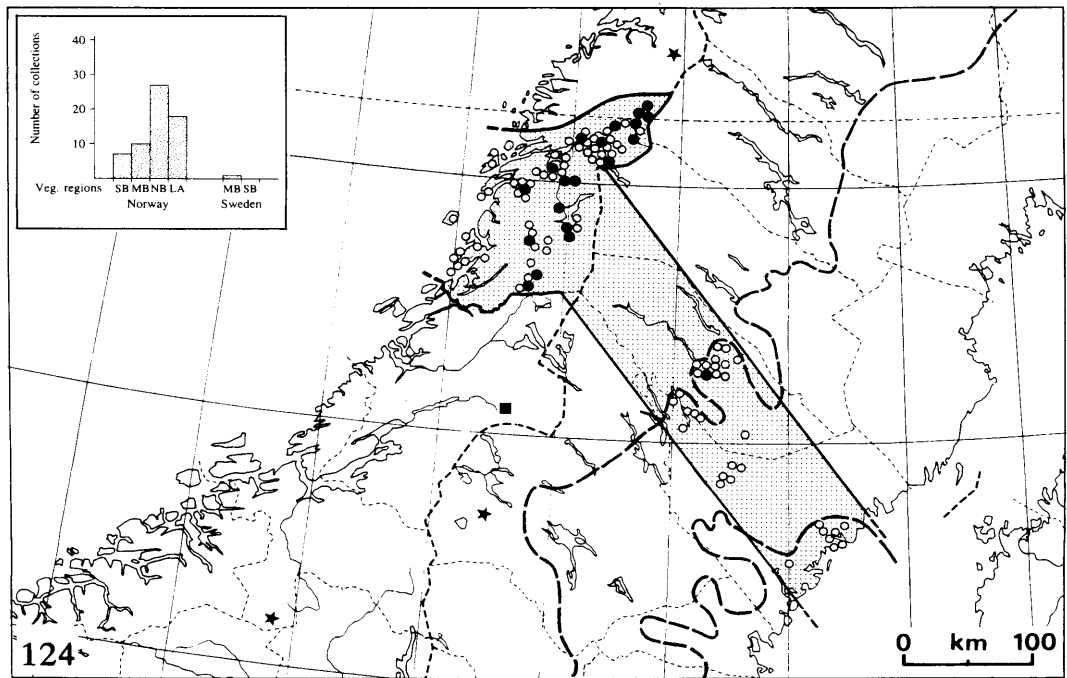 Number of collections
40
30
20
10
Veg. regions SB MB NB LA MB SB
Norway Sweden
124
0 km 100